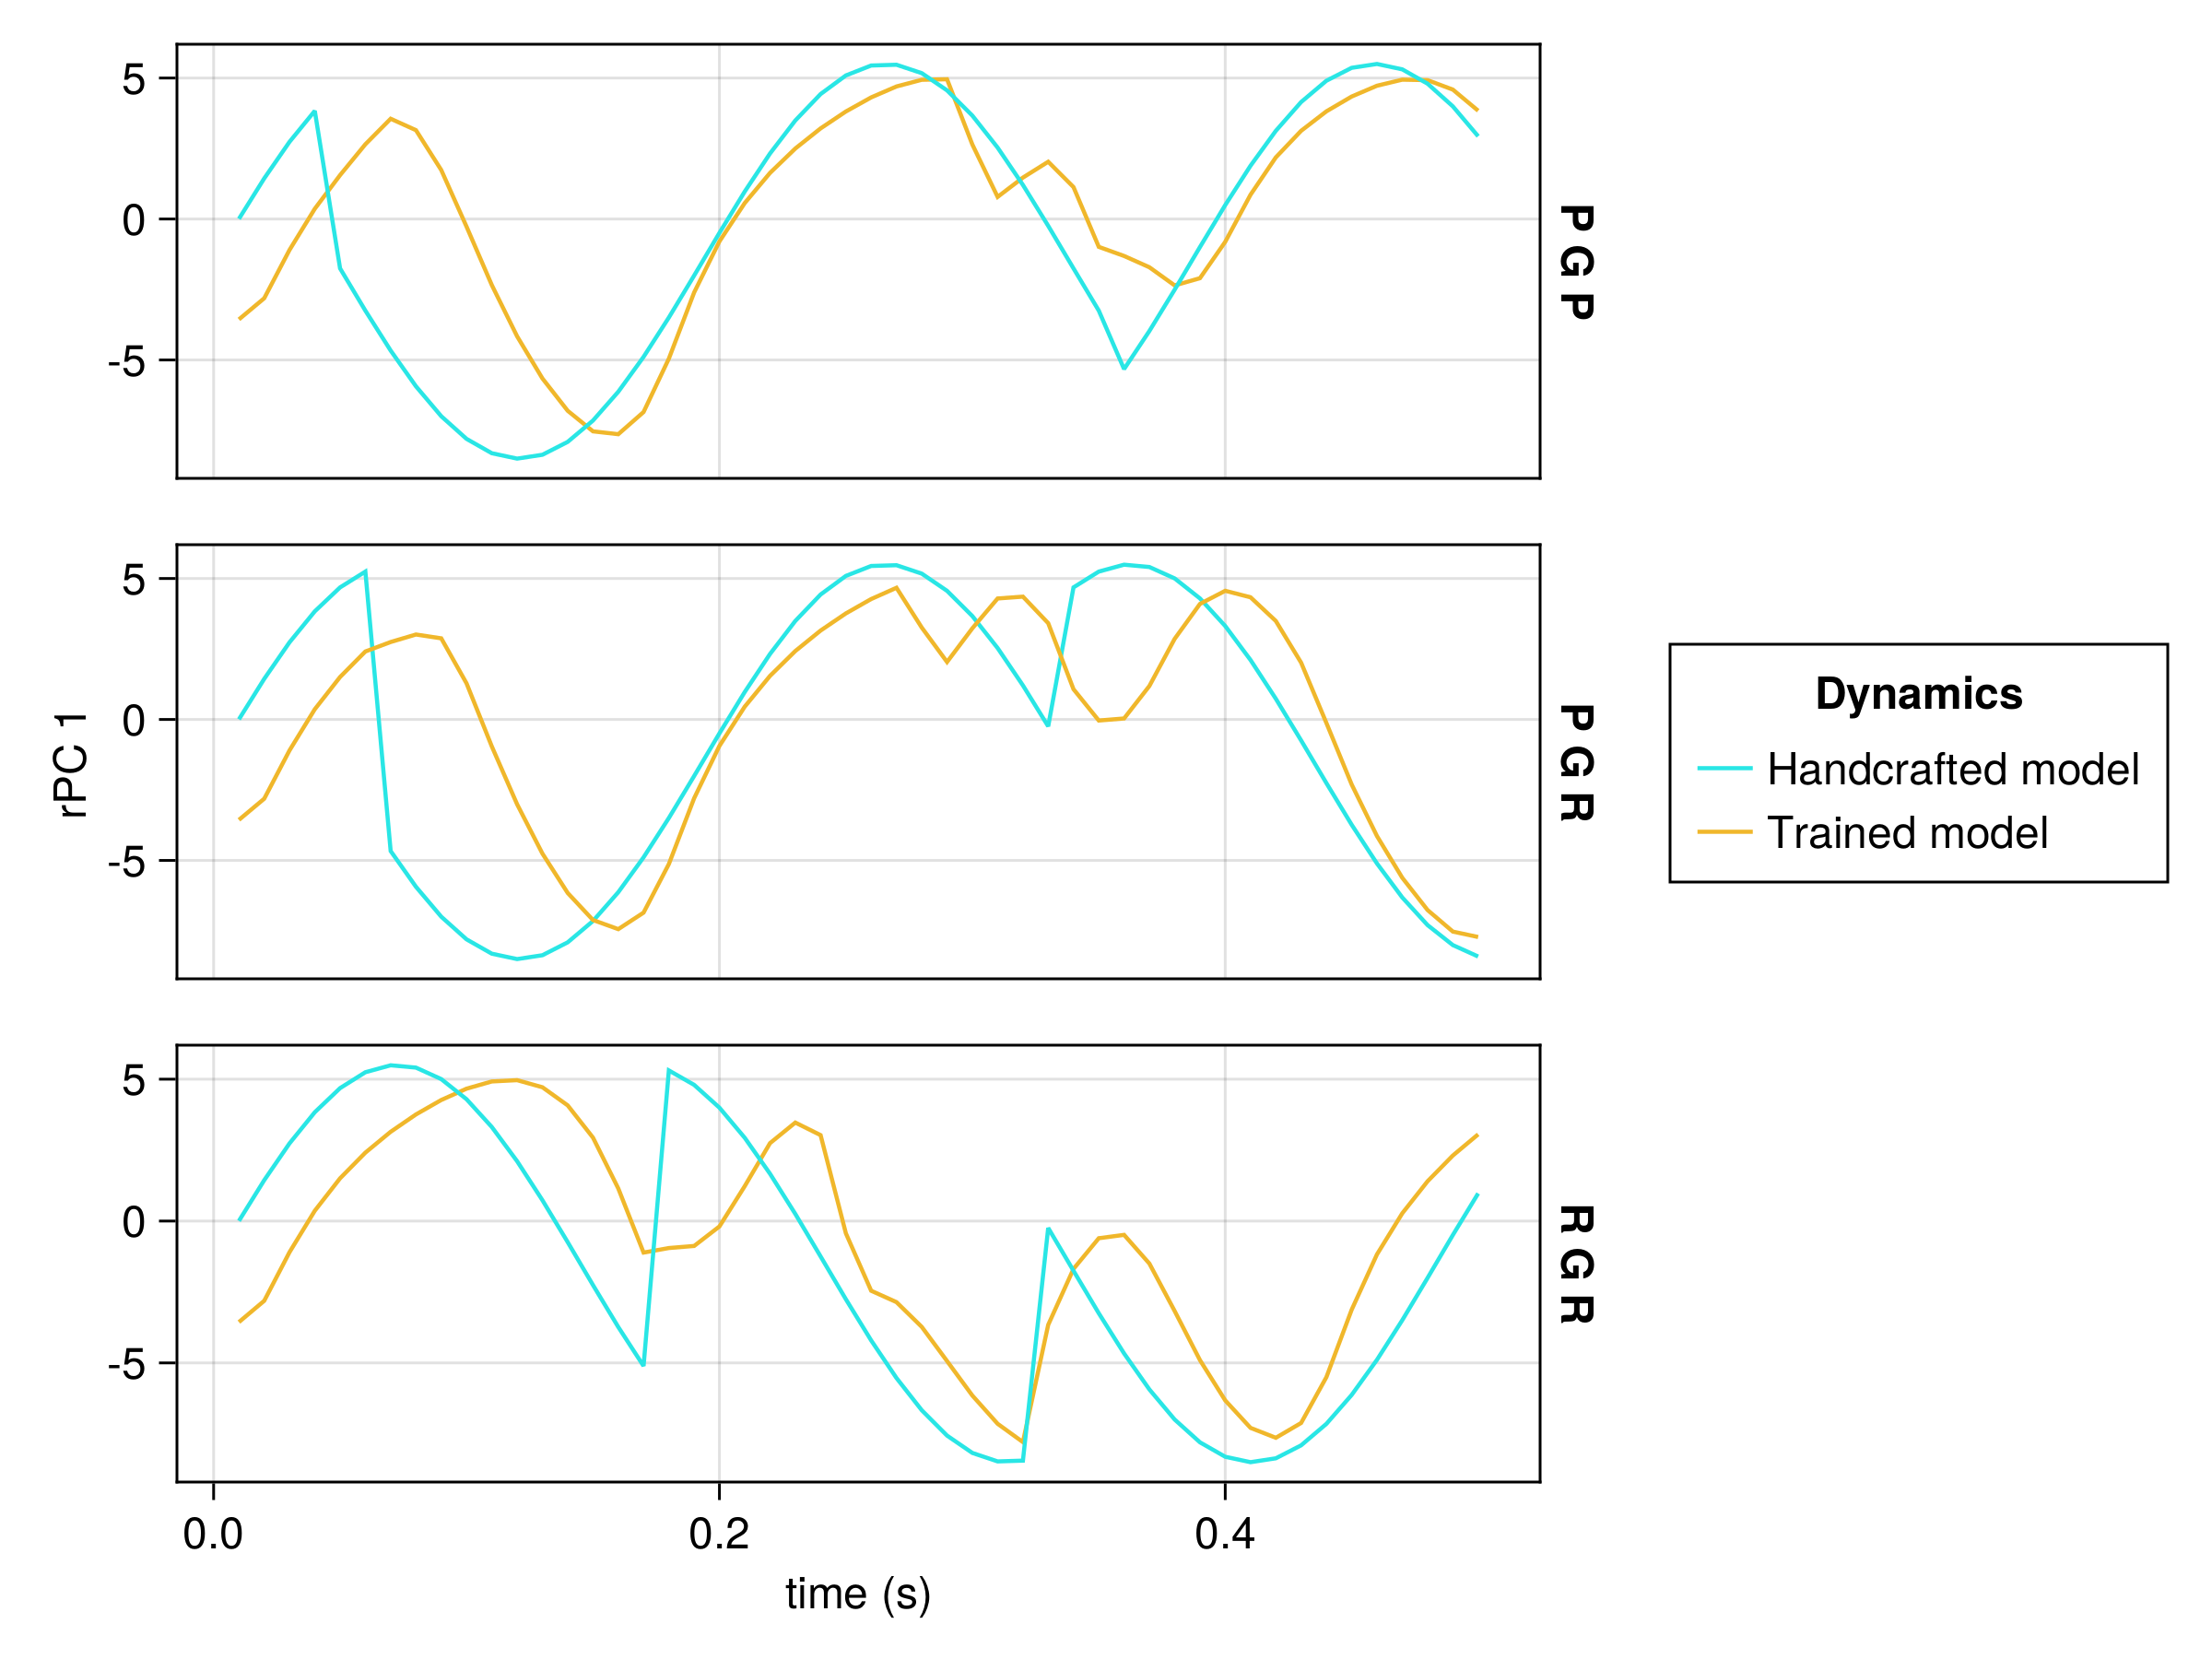 5
0
-5
P G P
5
0
-5
P G R
rPC 1
Dynamics
Handcrafted model
Trained model
5
0
-5
R G R
0.0
0.2
0.4
time (s)